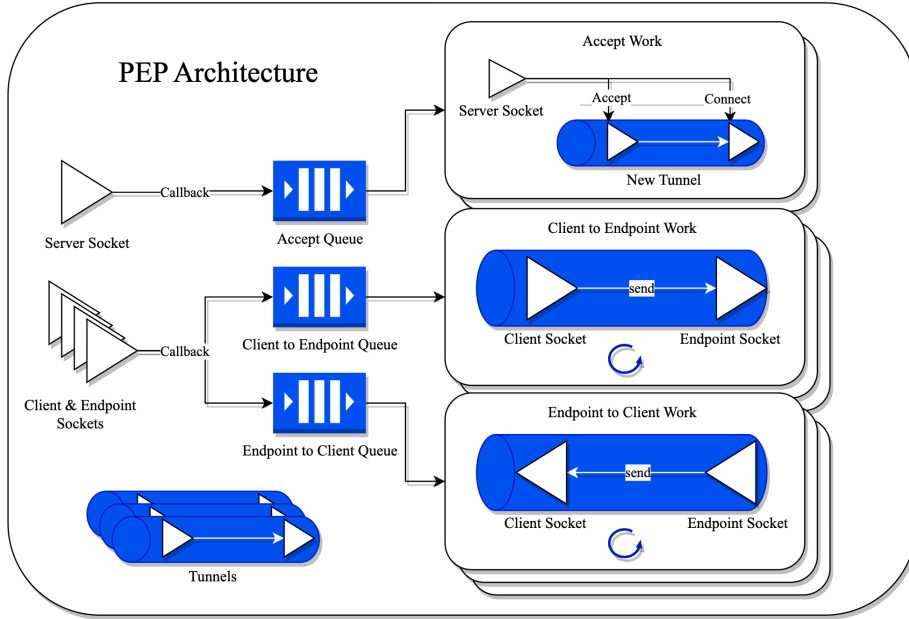 PEP Architecture
Accept Work
Server Socket
Accept
Connect
New Tunnel
Server Socket
Callback
Accept Queue
Client to Endpoint Work
send
Client Socket
Endpoint Socket
Client & Endpoint
Sockets
Callback
Client to Endpoint Queue
Endpoint to Client Queue
Endpoint to Client Work
send
Client Socket
Endpoint Socket
Tunnels